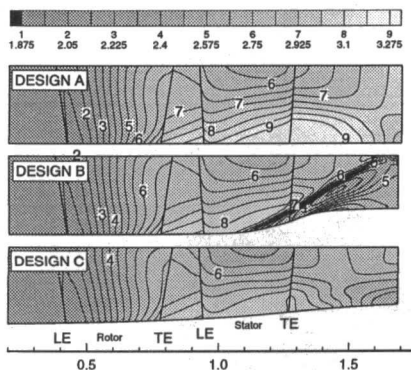 1 2 3 4 5 6 7 8 9
1.875 2.05 2.225 2.4 2.575 2.75 2.925 3.1 3.275
DESIGN A
2 3 5 6 7 8 7 6 9 7 9
DESIGN B
2 3 4 6 7 8 6 7 6 5
DESIGN C
4 6
LE Rotor TE LE Stator TE
0.5 1.0 1.5